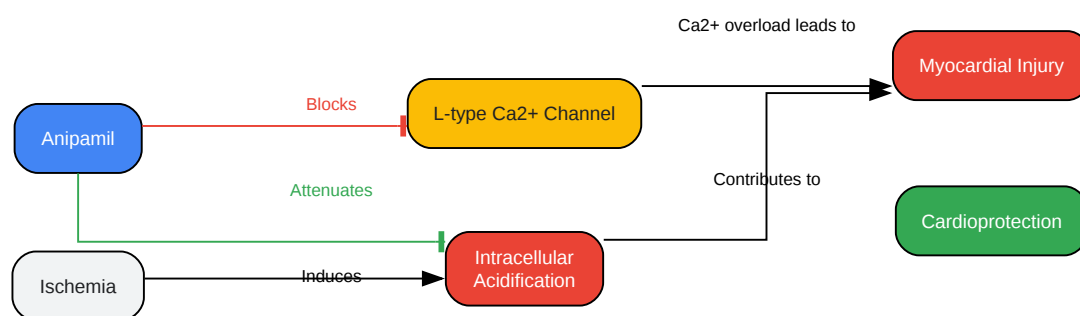 Ca2+ overload leads to
Myocardial Injury
Blocks
L-type Ca2+ Channel
Anipamil
Attenuates
Contributes to
Cardioprotection
Intracellular
Acidification
Induces
Ischemia